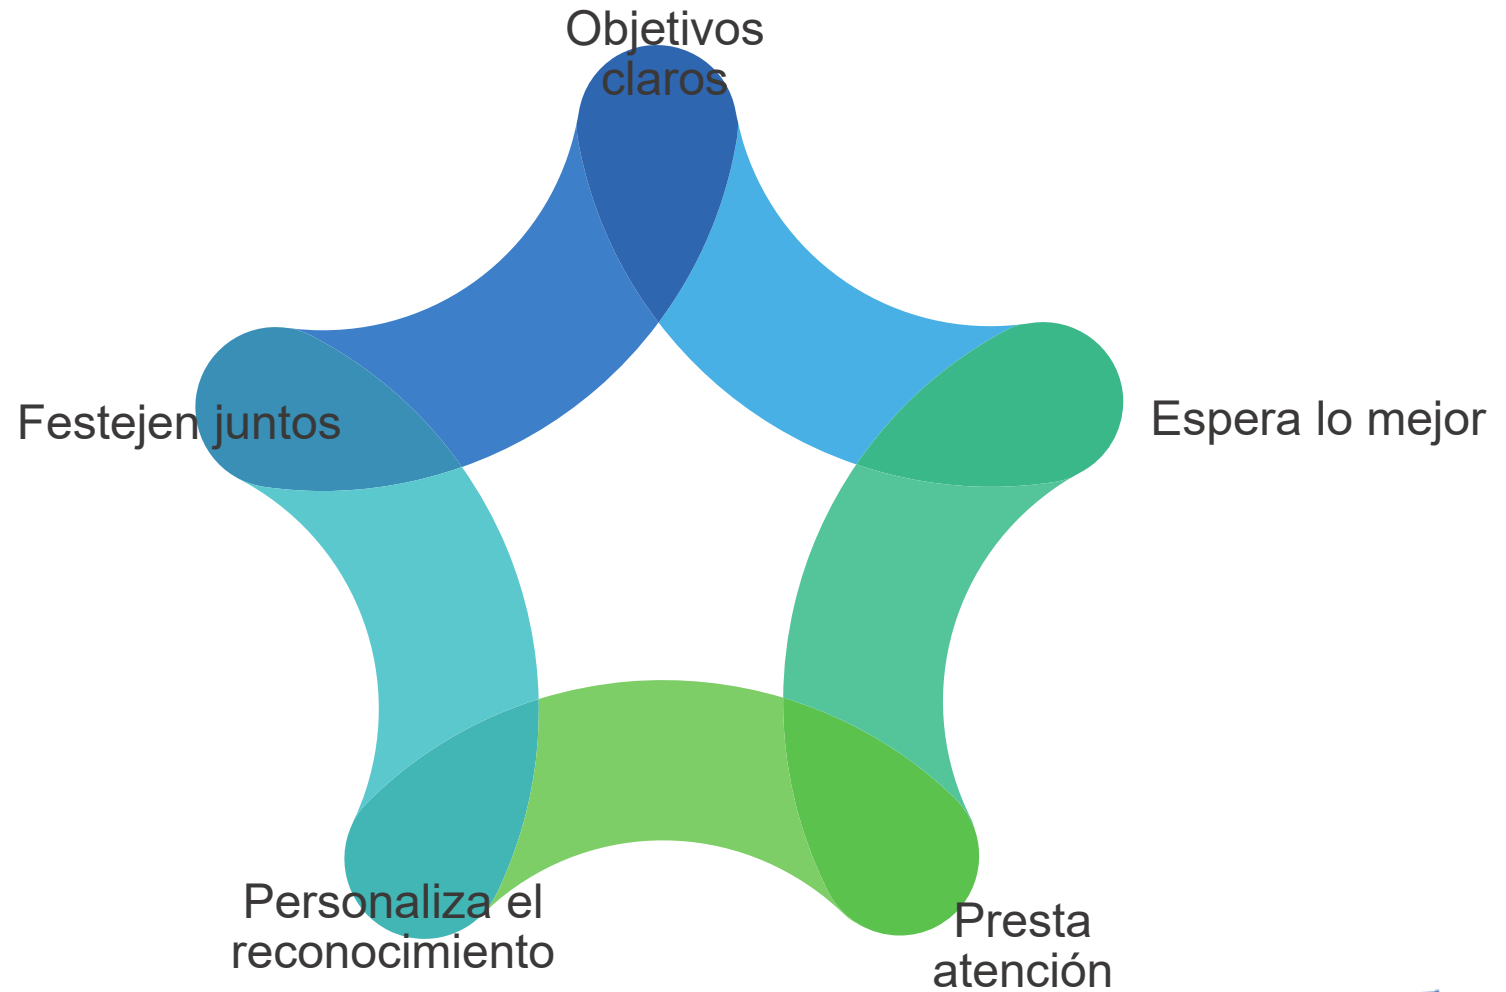 Objetivos
claros
Espera lo mejor
Presta
atención
Personaliza el
reconocimiento
Festejen juntos